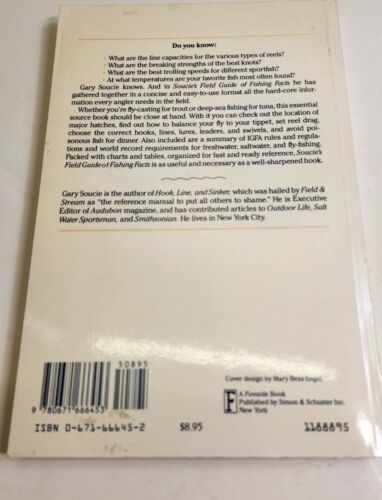 Do you know:
· What are the line capacities for the various types of reels?
· What are the breaking strengths of the best knots?
· What are the best trolling speeds for different sportfish?
· At what temperatures are your favorite fish most often found?
Gary Soucie knows. And in Soucie's Field Guide of Fishing Facts he has
gathered together in a concise and easy-to-use format all the hard-core infor-
mation every angler needs in the field.
Whether you're fly-casting for trout or deep-sea fishing for tuna, this essential
source book should be close at hand. With it you can check out the location of
major hatches, find out how to balance your fly to your tippet, set reel drag,
choose the correct hooks, lines, lures, leaders, and swivels, and avoid poi-
sonous fish for dinner. Also included are a summary of IGFA rules and regula-
tions and world record requirements for freshwater, saltwater, and fly-fishing.
Packed with charts and tables, organized for fast and ready reference, Soucie's
Field Guide of Fishing Facts is as useful and necessary as a well-sharpened hook.
Gary Soucie is the author of Hook, Line, and Sinker, which was hailed by Field &
Stream as "the reference manual to put all others to shame." He is Executive
Editor of Audubon magazine, and has contributed articles to Outdoor Life, Salt
Water Sportsman, and Smithsonian. He lives in New York City.
50895
9 780671 666453
ISBN 0-671-66645-2
$8.95
Cover design by Mary Bess Engel
F
A Fireside Book
Published by Simon & Schuster Inc.
New York
1188895